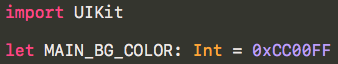 import UIKit
let MAIN_BG_COLOR: Int = 0xCC00FF